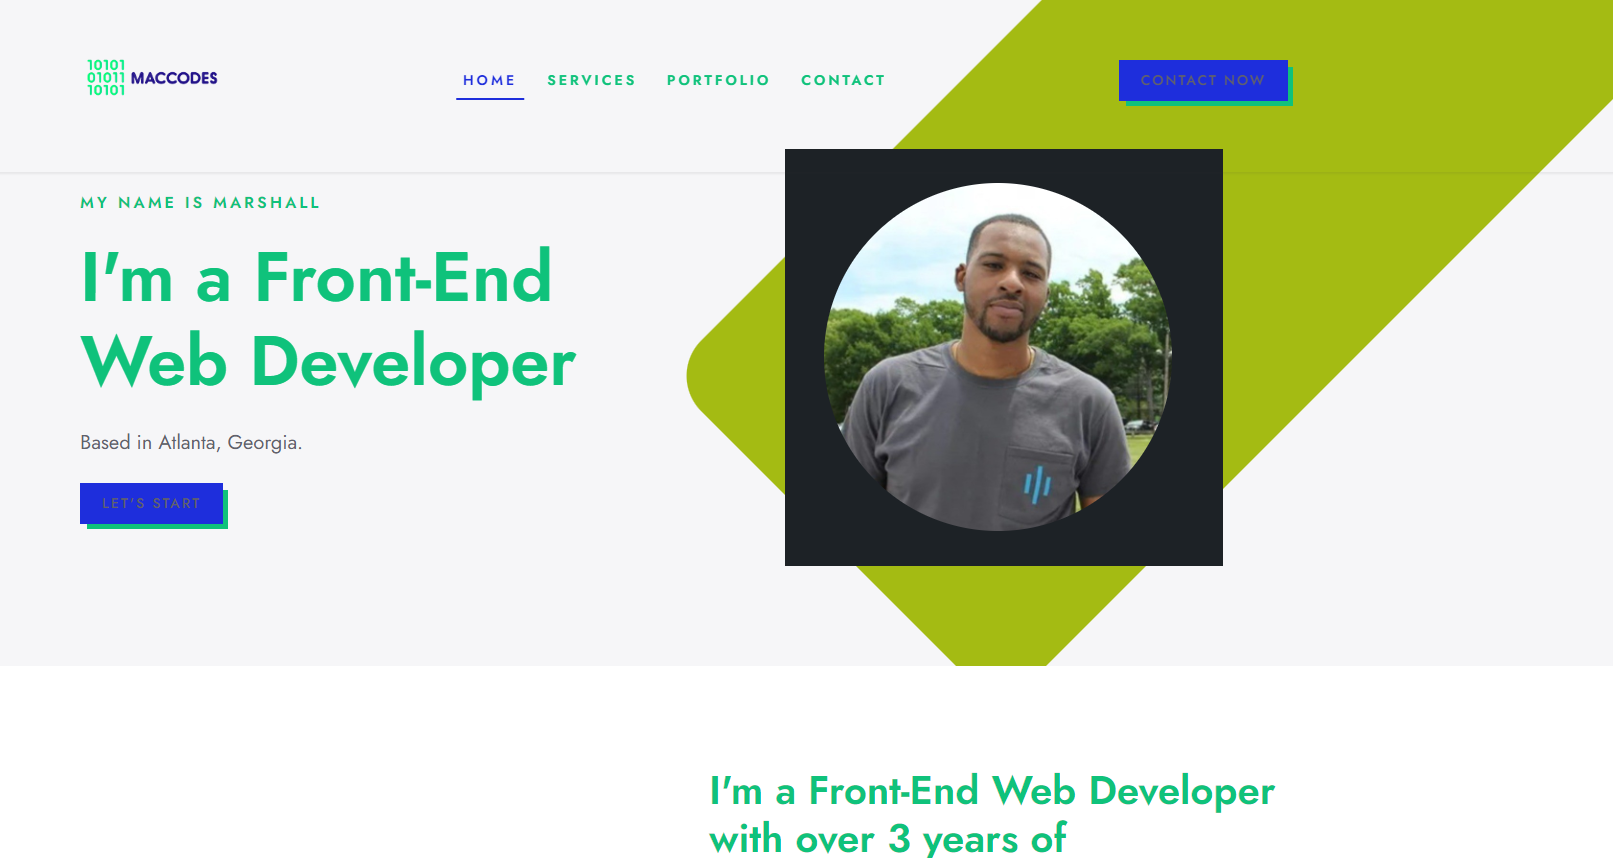 10101
01011 MACCODES
10101
HOME SERVICES PORTFOLIO CONTACT
CONTACT NOW
MY NAME IS MARSHALL
I'm a Front-End
Web Developer
Based in Atlanta, Georgia.
LET'S START
I'm a Front-End Web Developer
with over 3 years of